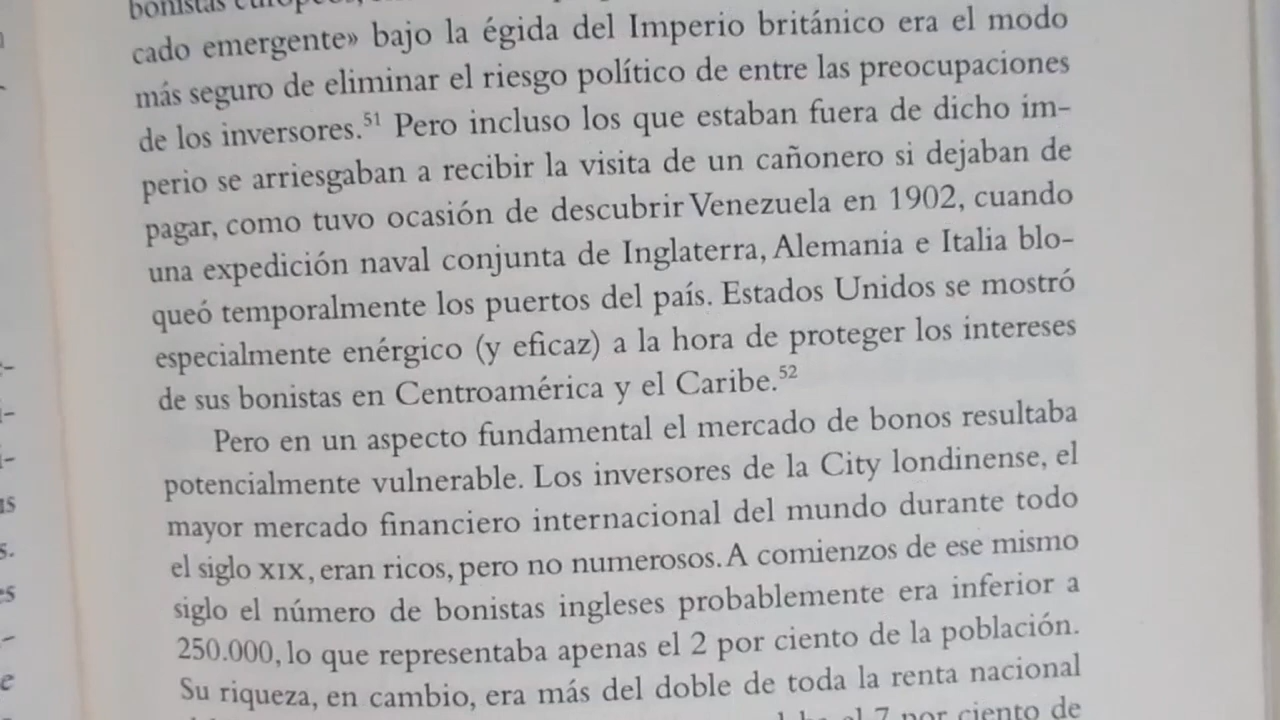 bonistas
cado emergente» bajo la égida del Imperio británico era el modo
más seguro de eliminar el riesgo político de entre las preocupaciones
de los inversores.⁵¹ Pero incluso los que estaban fuera de dicho im-
perio se arriesgaban a recibir la visita de un cañonero si dejaban de
pagar, como tuvo ocasión de descubrir Venezuela en 1902, cuando
una expedición naval conjunta de Inglaterra, Alemania e Italia blo-
queó temporalmente los puertos del país. Estados Unidos se mostró
especialmente enérgico (y eficaz) a la hora de proteger los intereses
de sus bonistas en Centroamérica y el Caribe.⁵²
Pero en un aspecto fundamental el mercado de bonos resultaba
potencialmente vulnerable. Los inversores de la City londinense, el
mayor mercado financiero internacional del mundo durante todo
el siglo XIX, eran ricos, pero no numerosos. A comienzos de ese mismo
siglo el número de bonistas ingleses probablemente era inferior a
250.000, lo que representaba apenas el 2 por ciento de la población.
Su riqueza, en cambio, era más del doble de toda la renta nacional
el 7 por ciento de